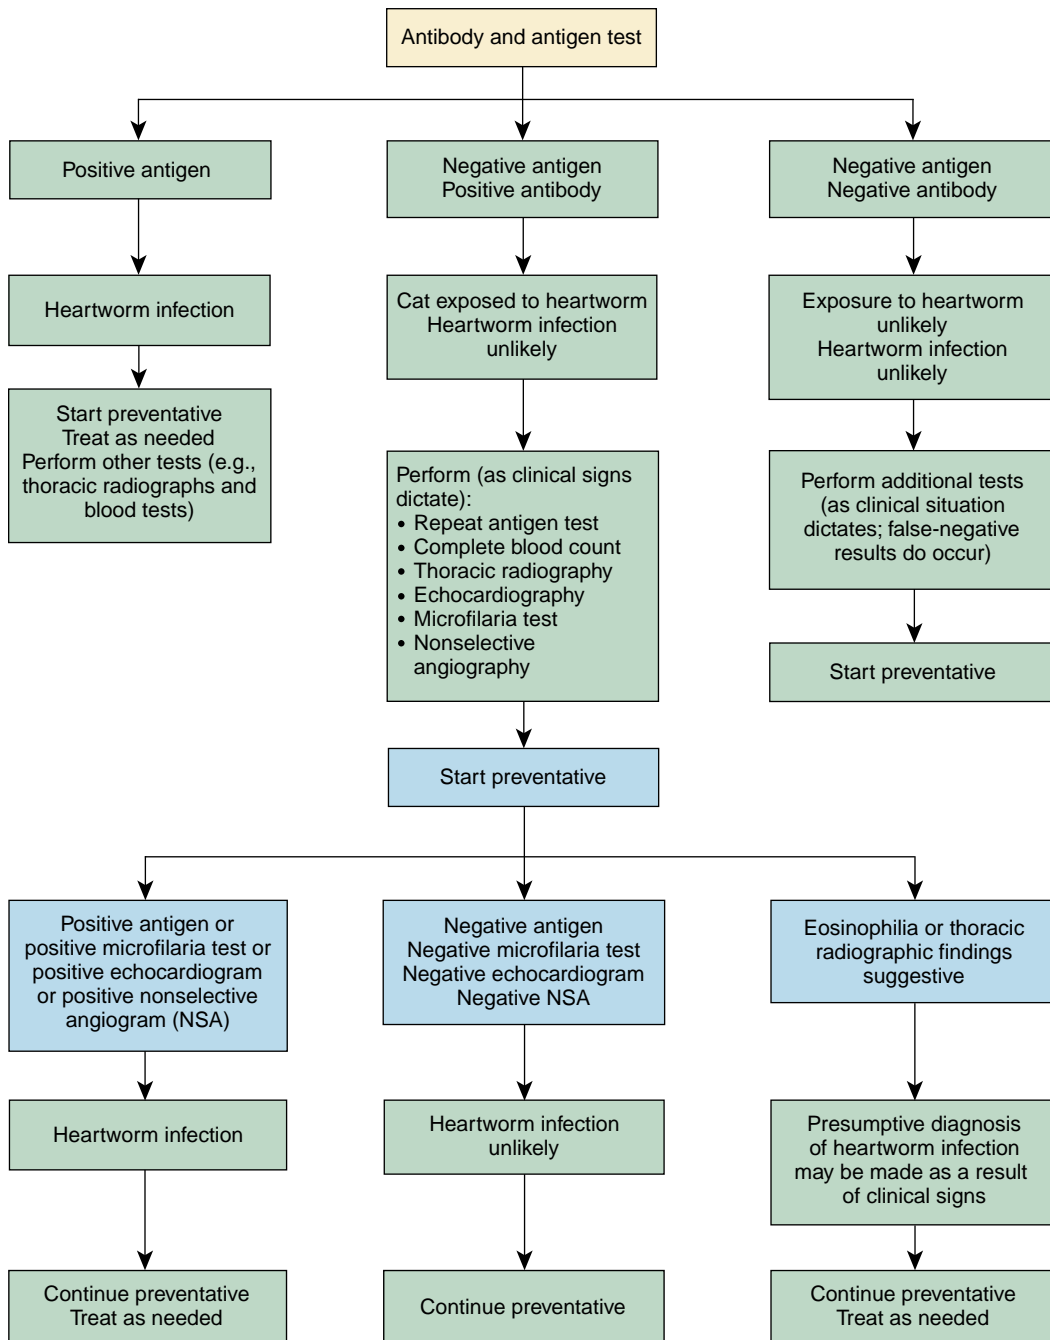 Antibody and antigen test
Positive antigen
Negative antigen
Positive antibody
Negative antigen
Negative antibody
Heartworm infection
Cat exposed to heartworm
Heartworm infection
unlikely
Exposure to heartworm
unlikely
Heartworm infection
unlikely
Start preventative
Treat as needed
Perform other tests (e.g.,
thoracic radiographs and
blood tests)
Perform (as clinical signs
dictate):
• Repeat antigen test
• Complete blood count
• Thoracic radiography
• Echocardiography
• Microfilaria test
• Nonselective
angiography
Perform additional tests
(as clinical situation
dictates; false-negative
results do occur)
Start preventative
Start preventative
Positive antigen or
positive microfilaria test or
positive echocardiogram
or positive nonselective
angiogram (NSA)
Negative antigen
Negative microfilaria test
Negative echocardiogram
Negative NSA
Eosinophilia or thoracic
radiographic findings
suggestive
Heartworm infection
Heartworm infection
unlikely
Presumptive diagnosis
of heartworm infection
may be made as a result
of clinical signs
Continue preventative
Treat as needed
Continue preventative
Continue preventative
Treat as needed